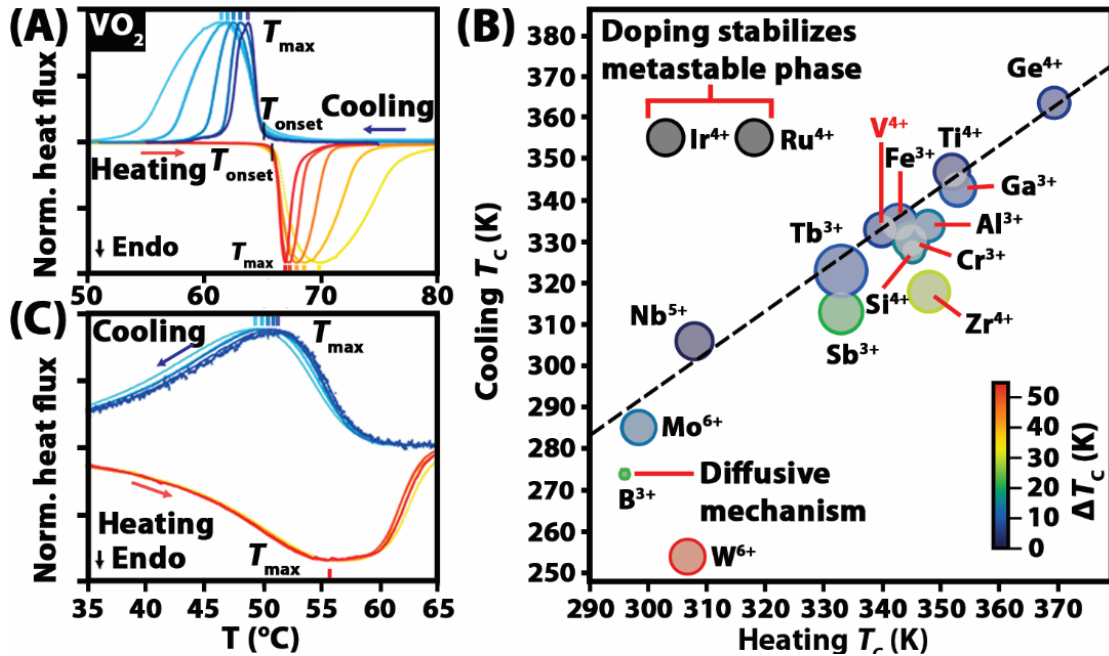 (A)
VO2
Norm. heat flux
Tmax
Tonset
Cooling
Heating
Tonset
Tmax
↓ Endo
50
60
70
80
(B)
Doping stabilizes
metastable phase
Ir4+
Ru4+
Ge4+
V4+
Fe3+
Ti4+
Ga3+
Al3+
Cr3+
Tb3+
Si4+
Zr4+
Nb5+
Sb3+
Mo6+
B3+
Diffusive
mechanism
W6+
Cooling Tc (K)
380
370
360
350
340
330
320
310
300
290
280
270
260
250
290
300
310
320
330
340
350
360
370
Heating Tc (K)
50
40
30
20
10
0
ΔTc (K)
(C)
Norm. heat flux
Cooling
Tmax
Heating
↓ Endo
Tmax
35
40
45
50
55
60
65
T (°C)